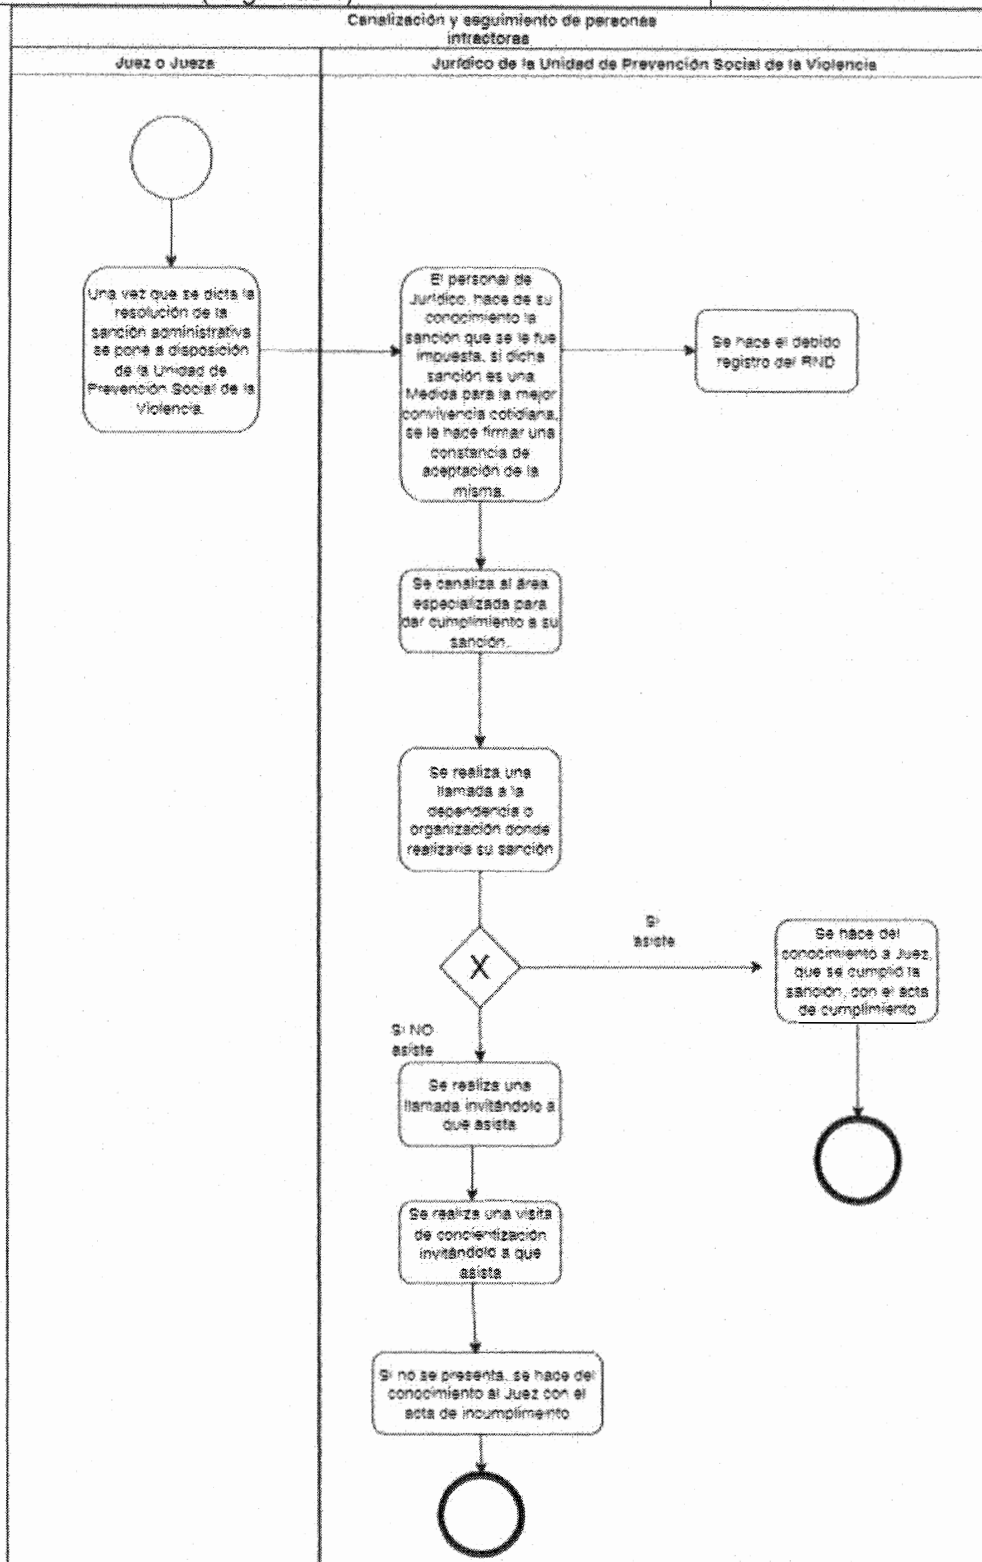 Canalización y seguimiento de personas
infractoras
Juez o Jueza
Jurídico de la Unidad de Prevención Social de la Violencia
Una vez que se dicta la
resolución de la
sanción administrativa
se pone a disposición
de la Unidad de
Prevención Social de la
Violencia.
El personal de
Jurídico, hace de su
conocimiento la
sanción que se le fue
impuesta, si dicha
sanción es una
Medida para la mejor
convivencia cotidiana,
se le hace firmar una
constancia de
aceptación de la
misma.
Se hace el debido
registro del RND
Se canaliza al área
especializada para
dar cumplimiento a su
sanción.
Se realiza una
llamada a la
dependencia o
organización donde
realizaría su sanción
X
Si
asiste
Se hace del
conocimiento a Juez,
que se cumplió la
sanción, con el acta
de cumplimiento
Si NO
asiste
Se realiza una
llamada invitándolo a
que asista
Se realiza una visita
de concientización
invitándolo a que
asista
Si no se presenta, se hace del
conocimiento al Juez con el
acta de incumplimeinto